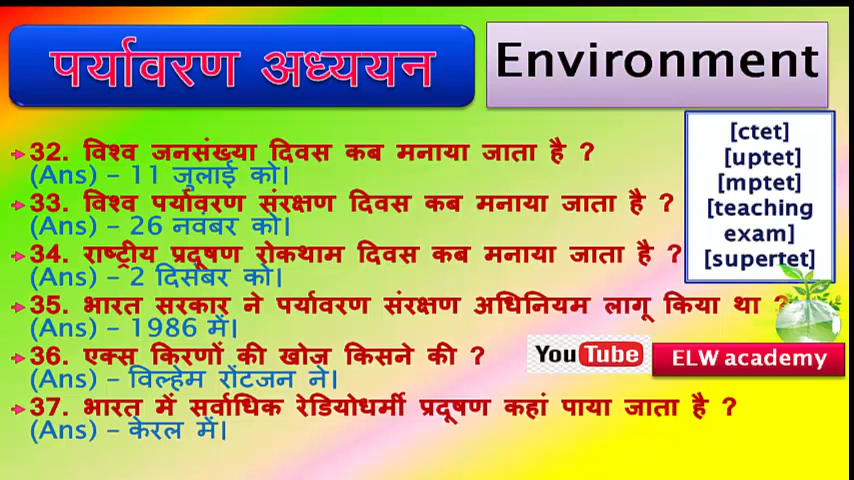 पर्यावरण अध्ययन
Environment
[ctet]
[uptet]
[mptet]
[teaching
exam]
[supertet]
32. विश्व जनसंख्या दिवस कब मनाया जाता है ?
(Ans) – 11 जूलाई को।
33. विश्व पर्यावरण संरक्षण दिवस कब मनाया जाता है ?
(Ans) – 26 नवंबर को।
34. राष्ट्रीय प्रदूषण रोकथाम दिवस कब मनाया जाता है ?
(Ans) – 2 दिसंबर को।
35. भारत सरकार ने पर्यावरण संरक्षण अधिनियम लागू किया था ?
(Ans) – 1986 में।
36. एक्स किरणों की खोज किसने की ?
(Ans) – विल्हेम रोंटजन ने।
YouTube
ELW academy
37. भारत में सर्वाधिक रेडियोधर्मी प्रदूषण कहां पाया जाता है ?
(Ans) – केरल में।